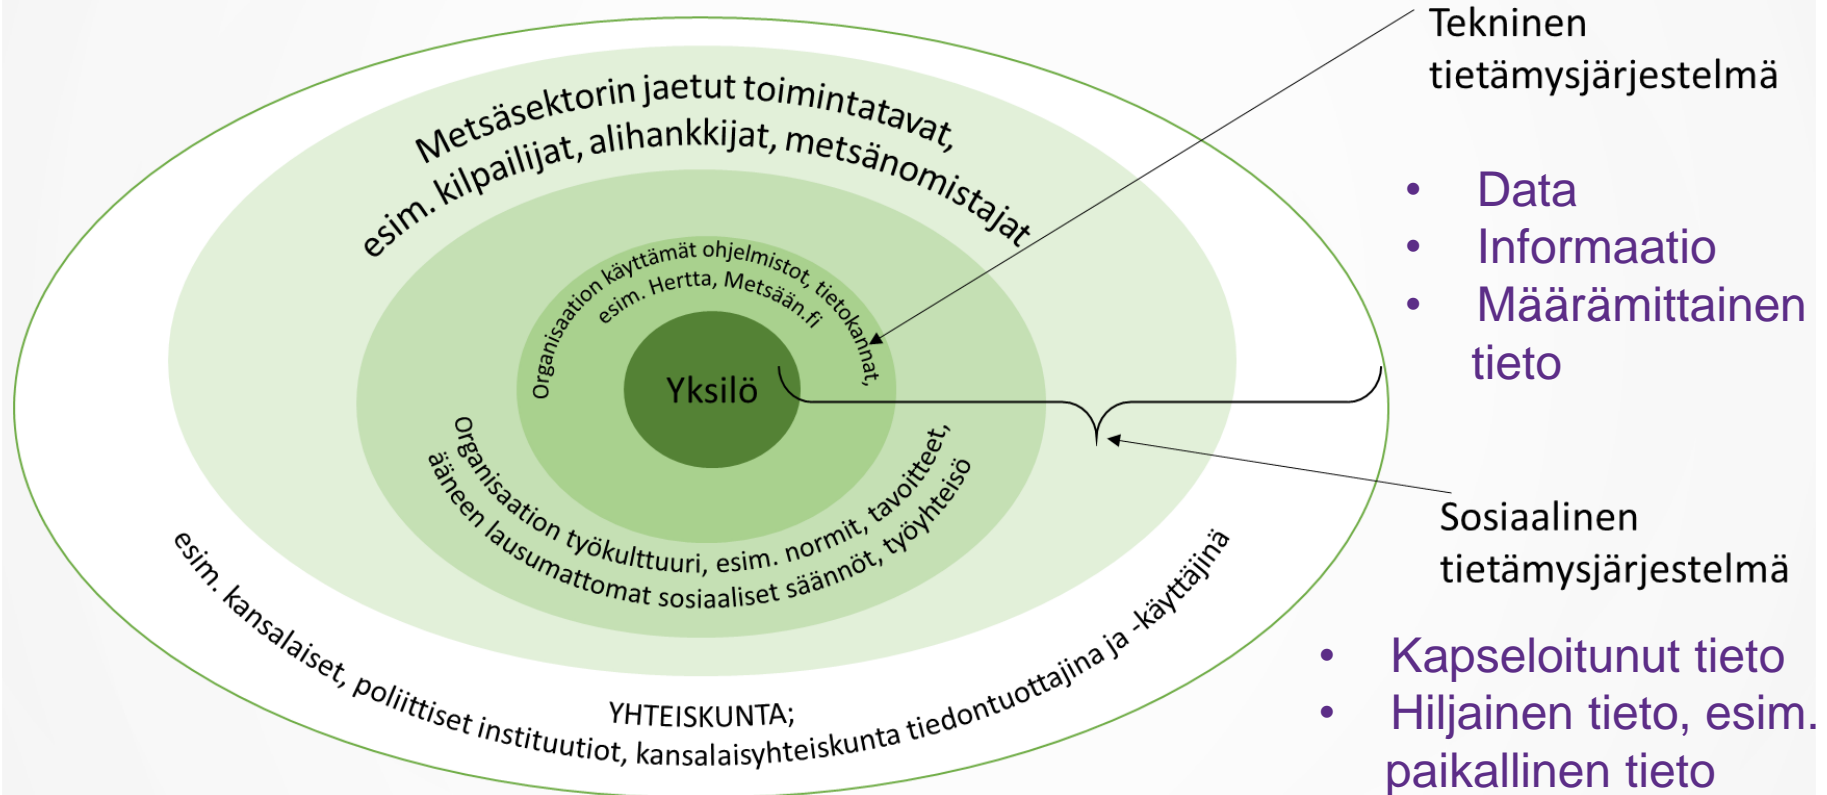 Tekninen
tietämysjärjestelmä
• Data
• Informaatio
• Määrämittainen
tieto
Metsäsektorin jaetut toimintatavat,
esim. kilpailijat, alihankkijat, metsänomistajat
Organisaation käyttämät ohjelmistot, tietokannat,
esim. Hertta, Metsään.fi
Yksilö
Organisaation työkulttuuri, esim. normit, tavoitteet,
ääneen lausumattomat sosiaaliset säännöt, työyhteisö
YHTEISKUNTA;
esim. kansalaiset, poliittiset instituutiot, kansalaisyhteiskunta tiedontuottajina ja -käyttäjinä
Sosiaalinen
tietämysjärjestelmä
• Kapseloitunut tieto
• Hiljainen tieto, esim.
paikallinen tieto